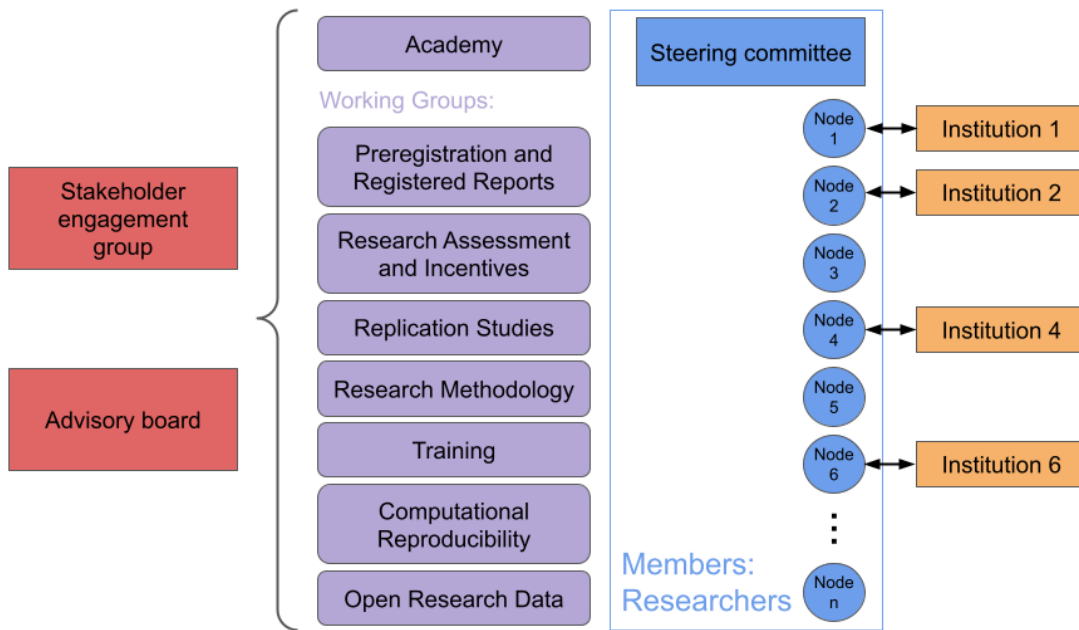 Stakeholder
engagement
group
Advisory board
Academy
Working Groups:
Preregistration and
Registered Reports
Research Assessment
and Incentives
Replication Studies
Research Methodology
Training
Computational
Reproducibility
Open Research Data
Steering committee
Node
1
Node
2
Node
3
Node
4
Node
5
Node
6
Node
n
Members:
Researchers
Institution 1
Institution 2
Institution 4
Institution 6